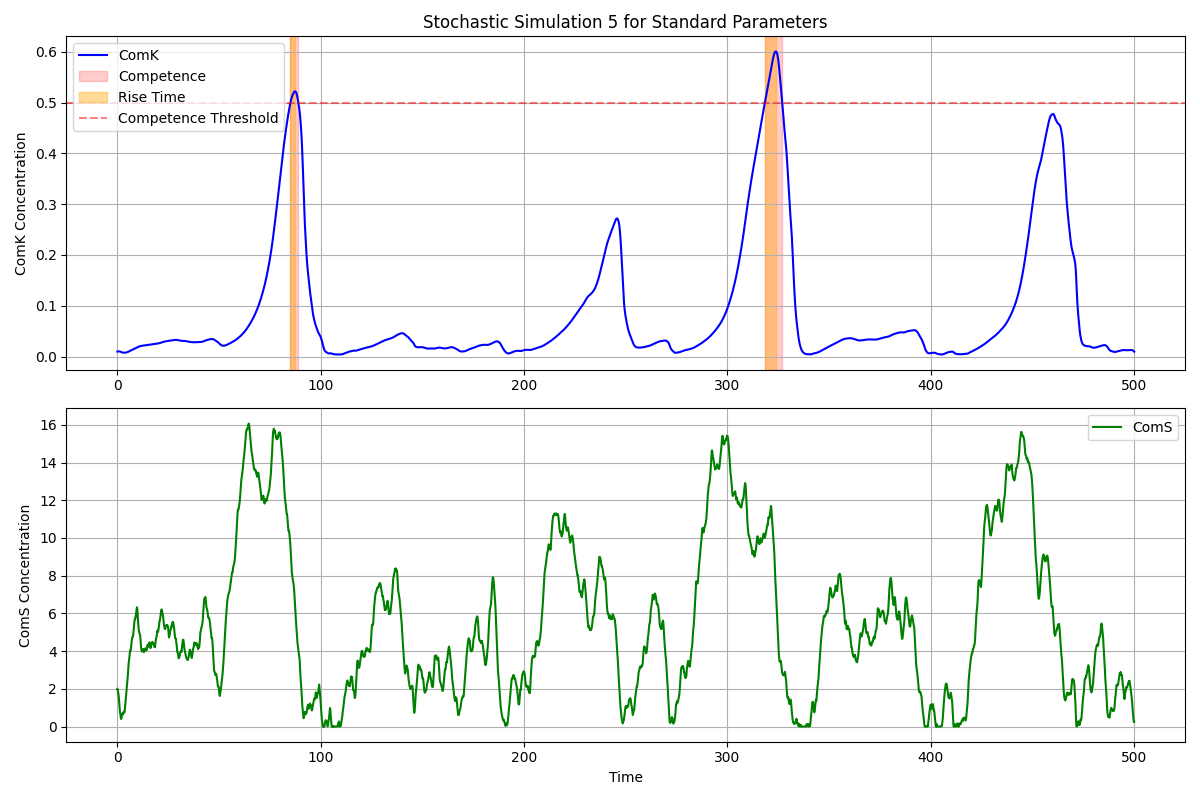 Stochastic Simulation 5 for Standard Parameters
ComK Concentration
0.6
0.5
0.4
0.3
0.2
0.1
0.0
ComK
Competence
Rise Time
Competence Threshold
0 100 200 300 400 500
ComS Concentration
16
14
12
10
8
6
4
2
0
ComS
0 100 200 300 400 500
Time